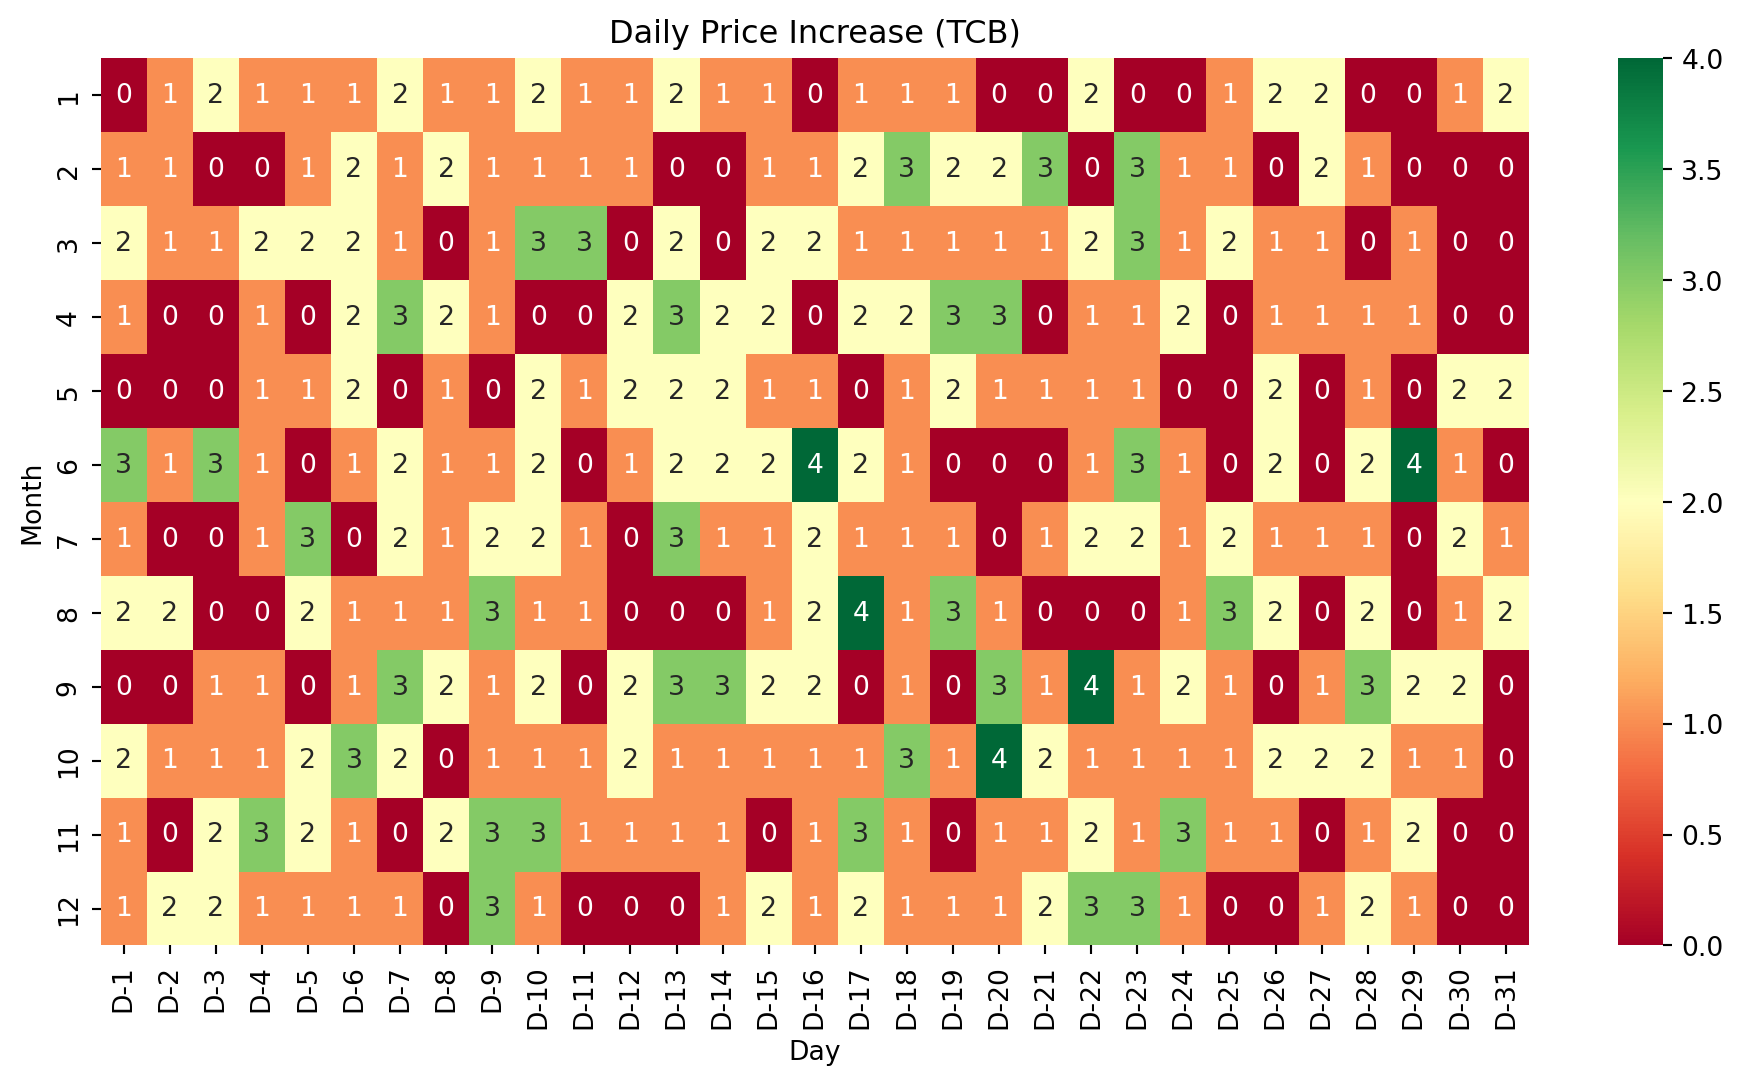 Daily Price Increase (TCB)
1 0 1 2 1 1 1 2 1 1 2 1 1 2 1 1 0 1 1 1 0 0 2 0 0 1 2 2 0 0 1 2
2 1 1 0 0 1 2 1 2 1 1 1 1 0 0 1 1 2 3 2 2 3 0 3 1 1 0 2 1 0 0 0
3 2 1 1 2 2 2 1 0 1 3 3 0 2 0 2 2 1 1 1 1 1 2 3 1 2 1 1 0 1 0 0
4 1 0 0 1 0 2 3 2 1 0 0 2 3 2 2 0 2 2 3 3 0 1 1 2 0 1 1 1 1 0 0
5 0 0 0 1 1 2 0 1 0 2 1 2 2 2 1 1 0 1 2 1 1 1 1 0 0 2 0 1 0 2 2
6 3 1 3 1 0 1 2 1 1 2 0 1 2 2 2 4 2 1 0 0 0 1 3 1 0 2 0 2 4 1 0
7 1 0 0 1 3 0 2 1 2 2 1 0 3 1 1 2 1 1 1 0 1 2 2 1 2 1 1 1 0 2 1
8 2 2 0 0 2 1 1 1 3 1 1 0 0 0 1 2 4 1 3 1 0 0 0 1 3 2 0 2 0 1 2
9 0 0 1 1 0 1 3 2 1 2 0 2 3 3 2 2 0 1 0 3 1 4 1 2 1 0 1 3 2 2 0
10 2 1 1 1 2 3 2 0 1 1 1 2 1 1 1 1 1 3 1 4 2 1 1 1 1 2 2 2 1 1 0
11 1 0 2 3 2 1 0 2 3 3 1 1 1 1 0 1 3 1 0 1 1 2 1 3 1 1 0 1 2 0 0
12 1 2 2 1 1 1 1 0 3 1 0 0 0 1 2 1 2 1 1 1 2 3 3 1 0 0 1 2 1 0 0
Month
D-1 D-2 D-3 D-4 D-5 D-6 D-7 D-8 D-9 D-10 D-11 D-12 D-13 D-14 D-15 D-16 D-17 D-18 D-19 D-20 D-21 D-22 D-23 D-24 D-25 D-26 D-27 D-28 D-29 D-30 D-31
Day
4.0
3.5
3.0
2.5
2.0
1.5
1.0
0.5
0.0